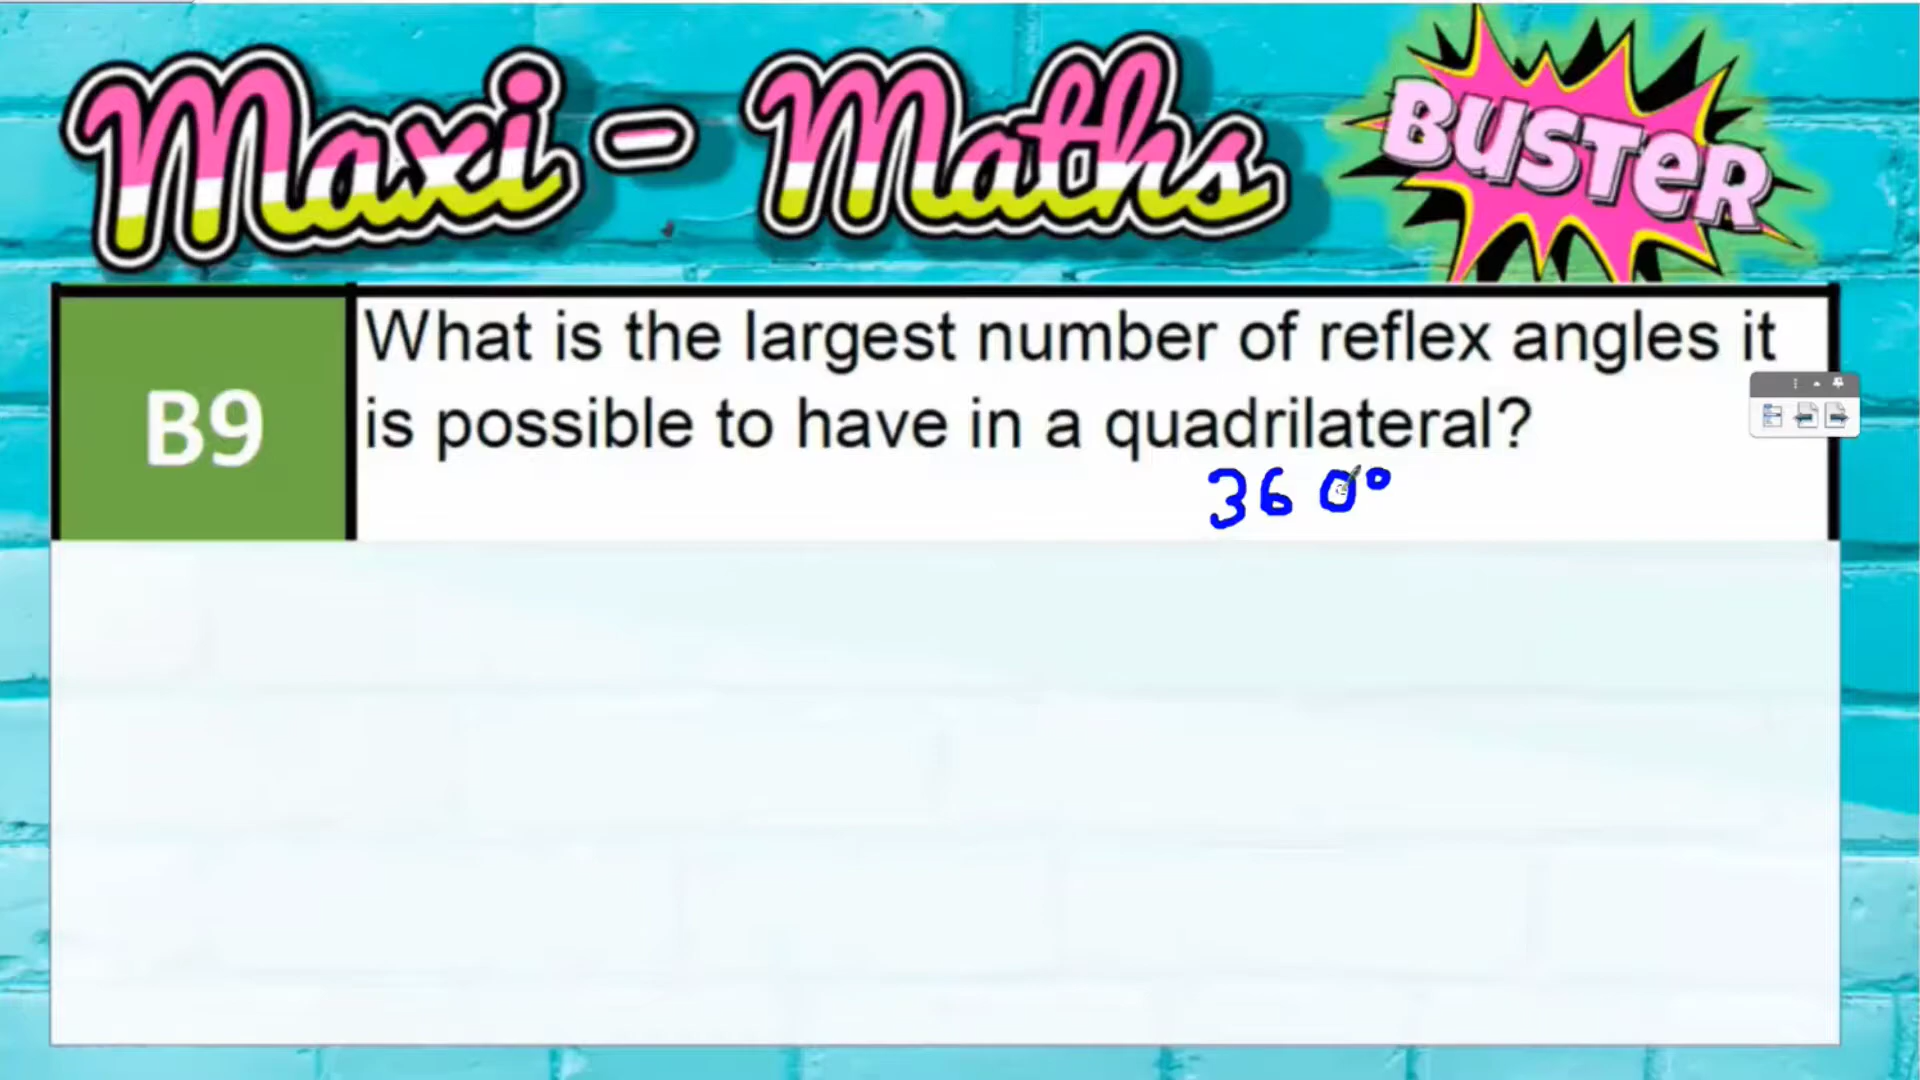 Maxi - Maths
BUSTER
B9
What is the largest number of reflex angles it
is possible to have in a quadrilateral?
360°